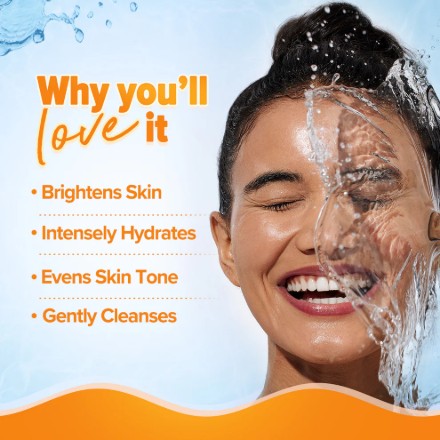 Why you'll
love it
• Brightens Skin
• Intensely Hydrates
• Evens Skin Tone
• Gently Cleanses